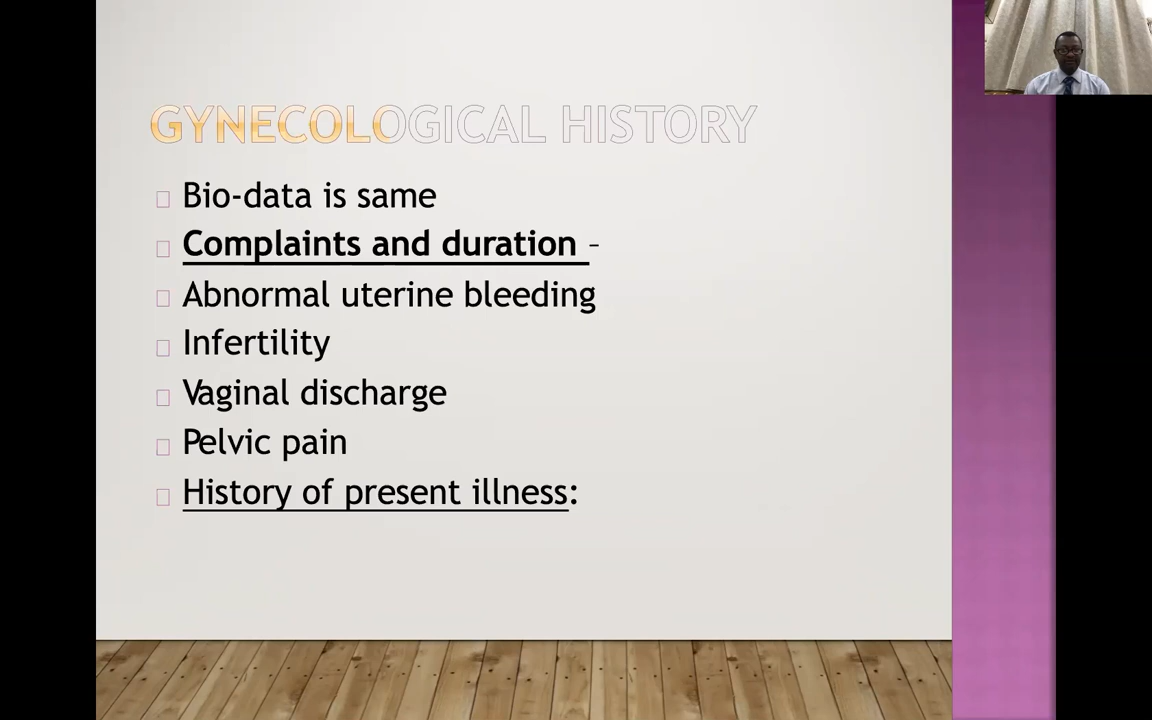 GYNECOLOGICAL HISTORY
Bio-data is same
Complaints and duration –
Abnormal uterine bleeding
Infertility
Vaginal discharge
Pelvic pain
History of present illness: